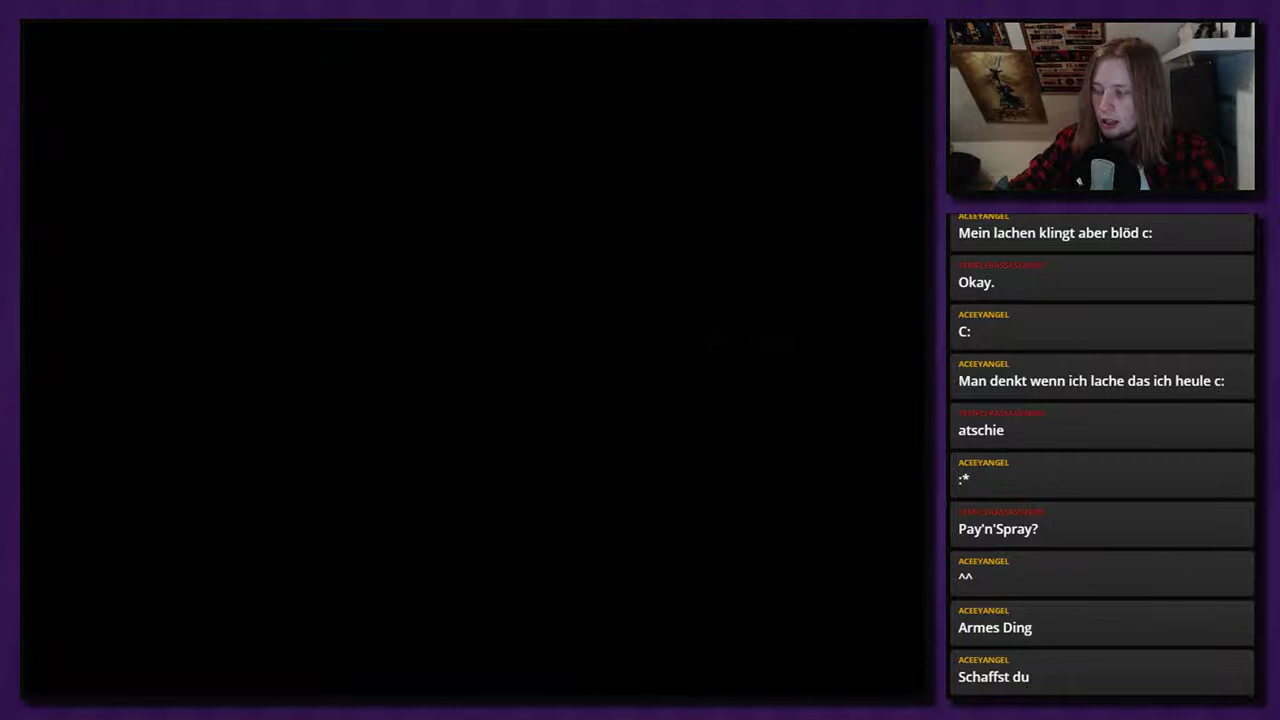 ACEEYANGEL
Mein lachen klingt aber blöd c:
Okay.
ACEEYANGEL
C:
ACEEYANGEL
Man denkt wenn ich lache das ich heule c:
atschie
ACEEYANGEL
:*
Pay'n'Spray?
ACEEYANGEL
^^
ACEEYANGEL
Armes Ding
ACEEYANGEL
Schaffst du